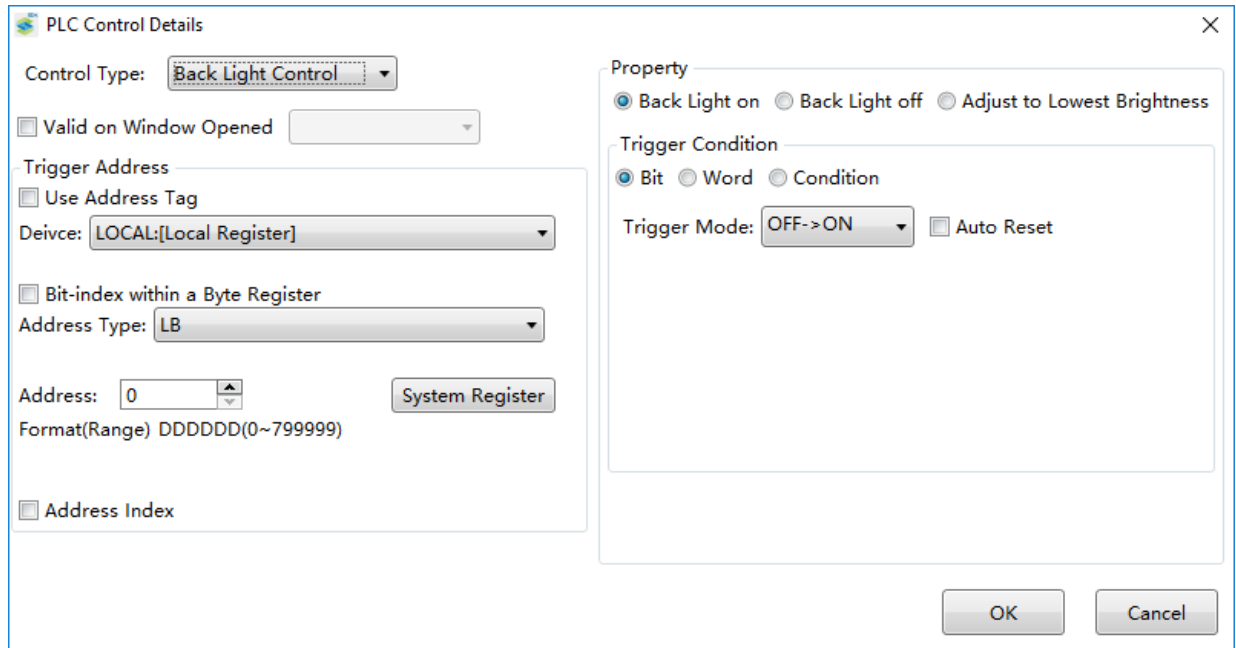 PLC Control Details
Control Type: Back Light Control
Valid on Window Opened
Trigger Address
Use Address Tag
Deivce: LOCAL:[Local Register]
Bit-index within a Byte Register
Address Type: LB
Address: 0 System Register
Format(Range) DDDDDD(0~799999)
Address Index
Property
Back Light on Back Light off Adjust to Lowest Brightness
Trigger Condition
Bit Word Condition
Trigger Mode: OFF->ON Auto Reset
OK Cancel